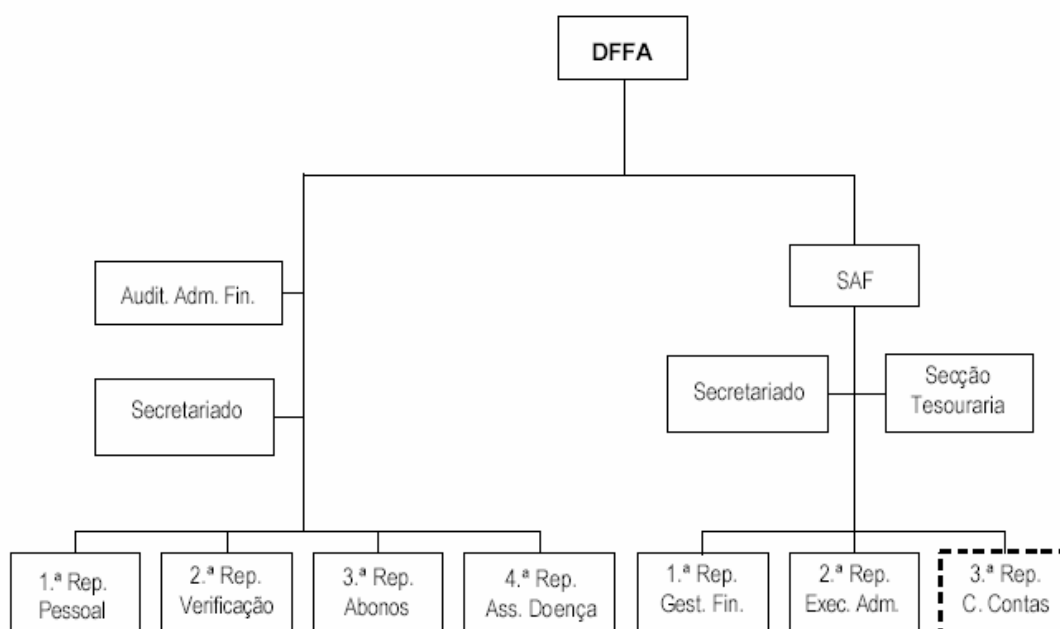 DFFA
Audit. Adm. Fin.
SAF
Secretariado
Secretariado
Secção
Tesouraria
1.ª Rep.
Pessoal
2.ª Rep.
Verificação
3.ª Rep.
Abonos
4.ª Rep.
Ass. Doença
1.ª Rep.
Gest. Fin.
2.ª Rep.
Exec. Adm.
3.ª Rep.
C. Contas